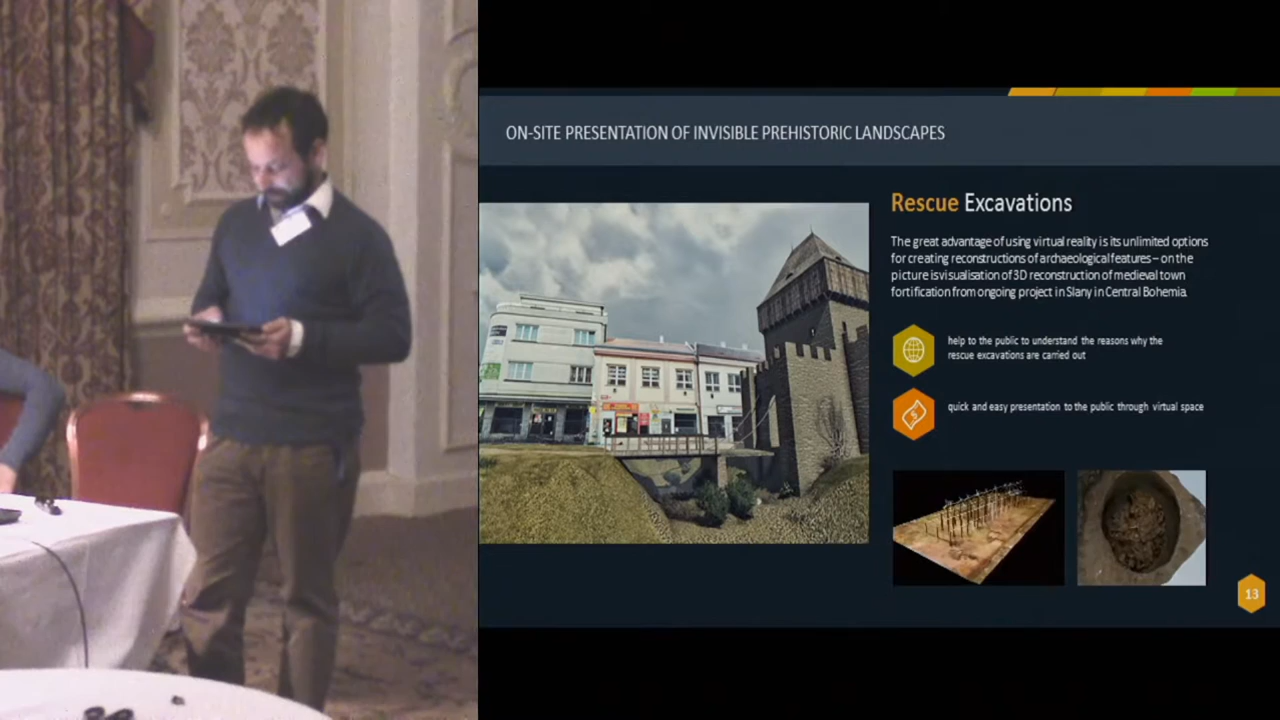 ON-SITE PRESENTATION OF INVISIBLE PREHISTORIC LANDSCAPES
Rescue Excavations
The great advantage of using virtual reality is its unlimited options
for creating reconstructions of archaeological features – on the
picture is visualisation of 3D reconstruction of medieval town
fortification from ongoing project in Slany in Central Bohemia.
help to the public to understand the reasons why the
rescue excavations are carried out
quick and easy presentation to the public through virtual space
13